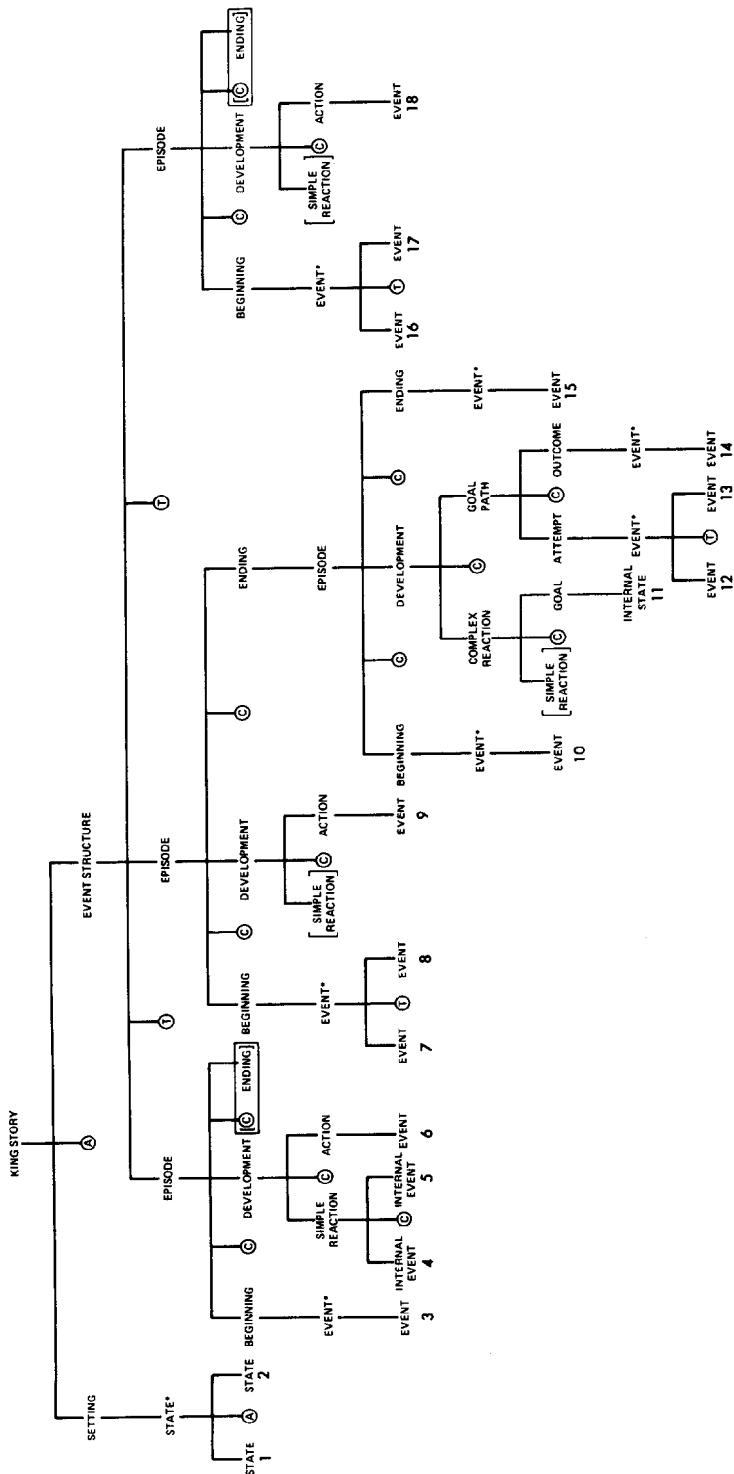 KING STORY
Ⓐ
SETTING
EVENT STRUCTURE
STATE*
Ⓐ
STATE
1
STATE
2
Ⓣ
Ⓣ
EPISODE
BEGINNING
Ⓒ
DEVELOPMENT
[Ⓒ
ENDING]
EVENT*
EVENT
3
SIMPLE
REACTION
Ⓒ
ACTION
INTERNAL
EVENT
4
Ⓒ
INTERNAL
EVENT
5
EVENT
6
EPISODE
BEGINNING
Ⓒ
DEVELOPMENT
Ⓒ
ENDING
EVENT*
EVENT
7
Ⓣ
EVENT
8
[SIMPLE
REACTION]
Ⓒ
ACTION
EVENT
9
EPISODE
BEGINNING
Ⓒ
DEVELOPMENT
Ⓒ
ENDING
EVENT*
EVENT
10
COMPLEX
REACTION
Ⓒ
GOAL
PATH
[SIMPLE
REACTION]
Ⓒ
GOAL
INTERNAL
STATE
11
ATTEMPT
Ⓒ
OUTCOME
EVENT*
EVENT
12
Ⓣ
EVENT
13
EVENT*
EVENT
14
EVENT*
EVENT
15
EPISODE
BEGINNING
Ⓒ
DEVELOPMENT
[Ⓒ
ENDING]
EVENT*
EVENT
16
Ⓣ
EVENT
17
[SIMPLE
REACTION]
Ⓒ
ACTION
EVENT
18